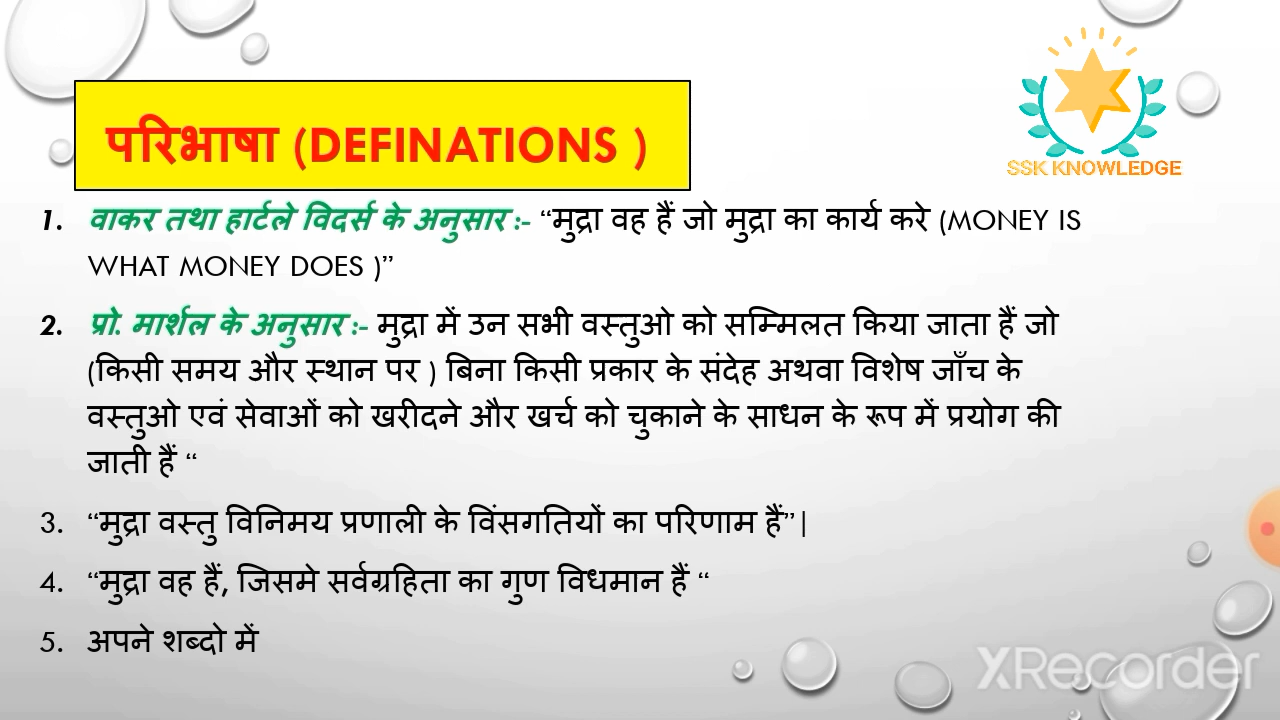 परिभाषा (DEFINATIONS )
SSK KNOWLEDGE
1. वाकर तथा हार्टले विदर्स के अनुसार :- “मुद्रा वह हैं जो मुद्रा का कार्य करे (MONEY IS
WHAT MONEY DOES )”
2. प्रो. मार्शल के अनुसार :- मुद्रा में उन सभी वस्तुओ को सम्मिलत किया जाता हैं जो
(किसी समय और स्थान पर ) बिना किसी प्रकार के संदेह अथवा विशेष जाँच के
वस्तुओ एवं सेवाओं को खरीदने और खर्च को चुकाने के साधन के रूप में प्रयोग की
जाती हैं “
3. “मुद्रा वस्तु विनिमय प्रणाली के विंसगतियों का परिणाम हैं”|
4. “मुद्रा वह हैं, जिसमे सर्वग्रहिता का गुण विधमान हैं “
5. अपने शब्दो में
XRecorder